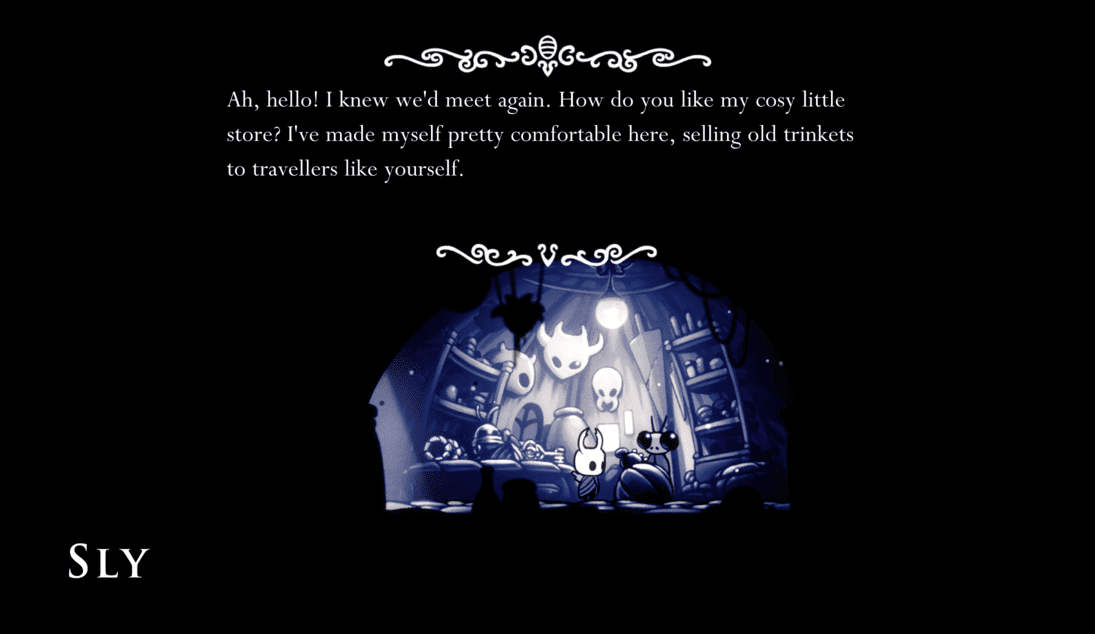 Ah, hello! I knew we'd meet again. How do you like my cosy little
store? I've made myself pretty comfortable here, selling old trinkets
to travellers like yourself.
SLY